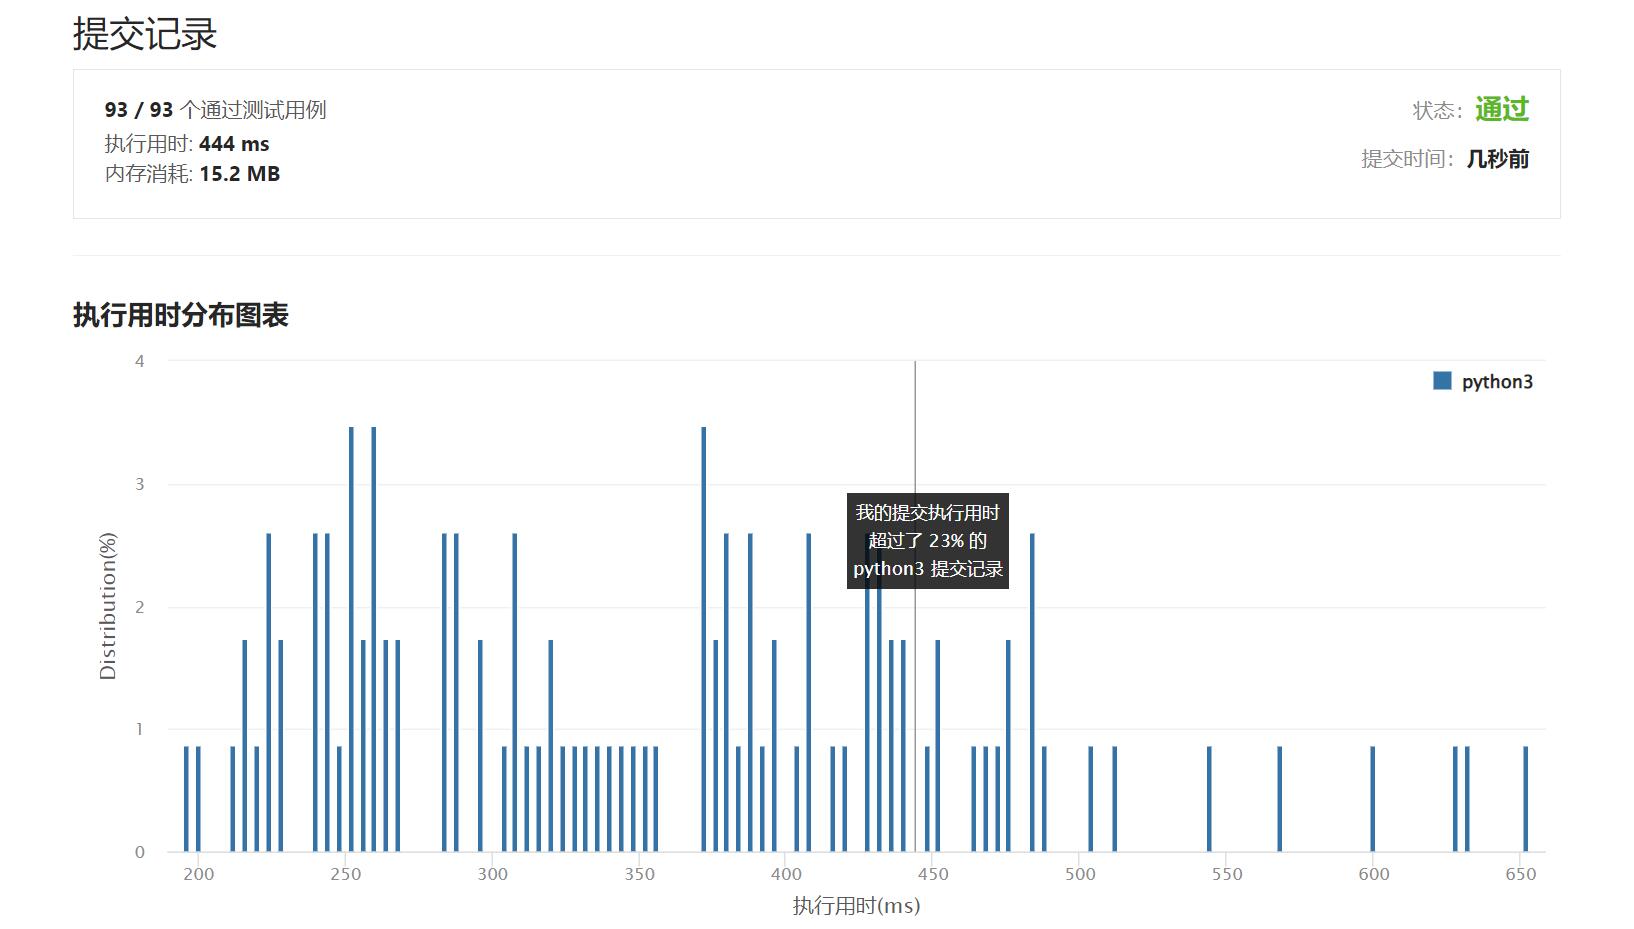 提交记录
93 / 93 个通过测试用例
状态：通过
执行用时: 444 ms
提交时间：几秒前
内存消耗: 15.2 MB
执行用时分布图表
4
python3
3
我的提交执行用时
超过了 23% 的
python3 提交记录
Distribution(%)
2
1
0
200 250 300 350 400 450 500 550 600 650
执行用时(ms)